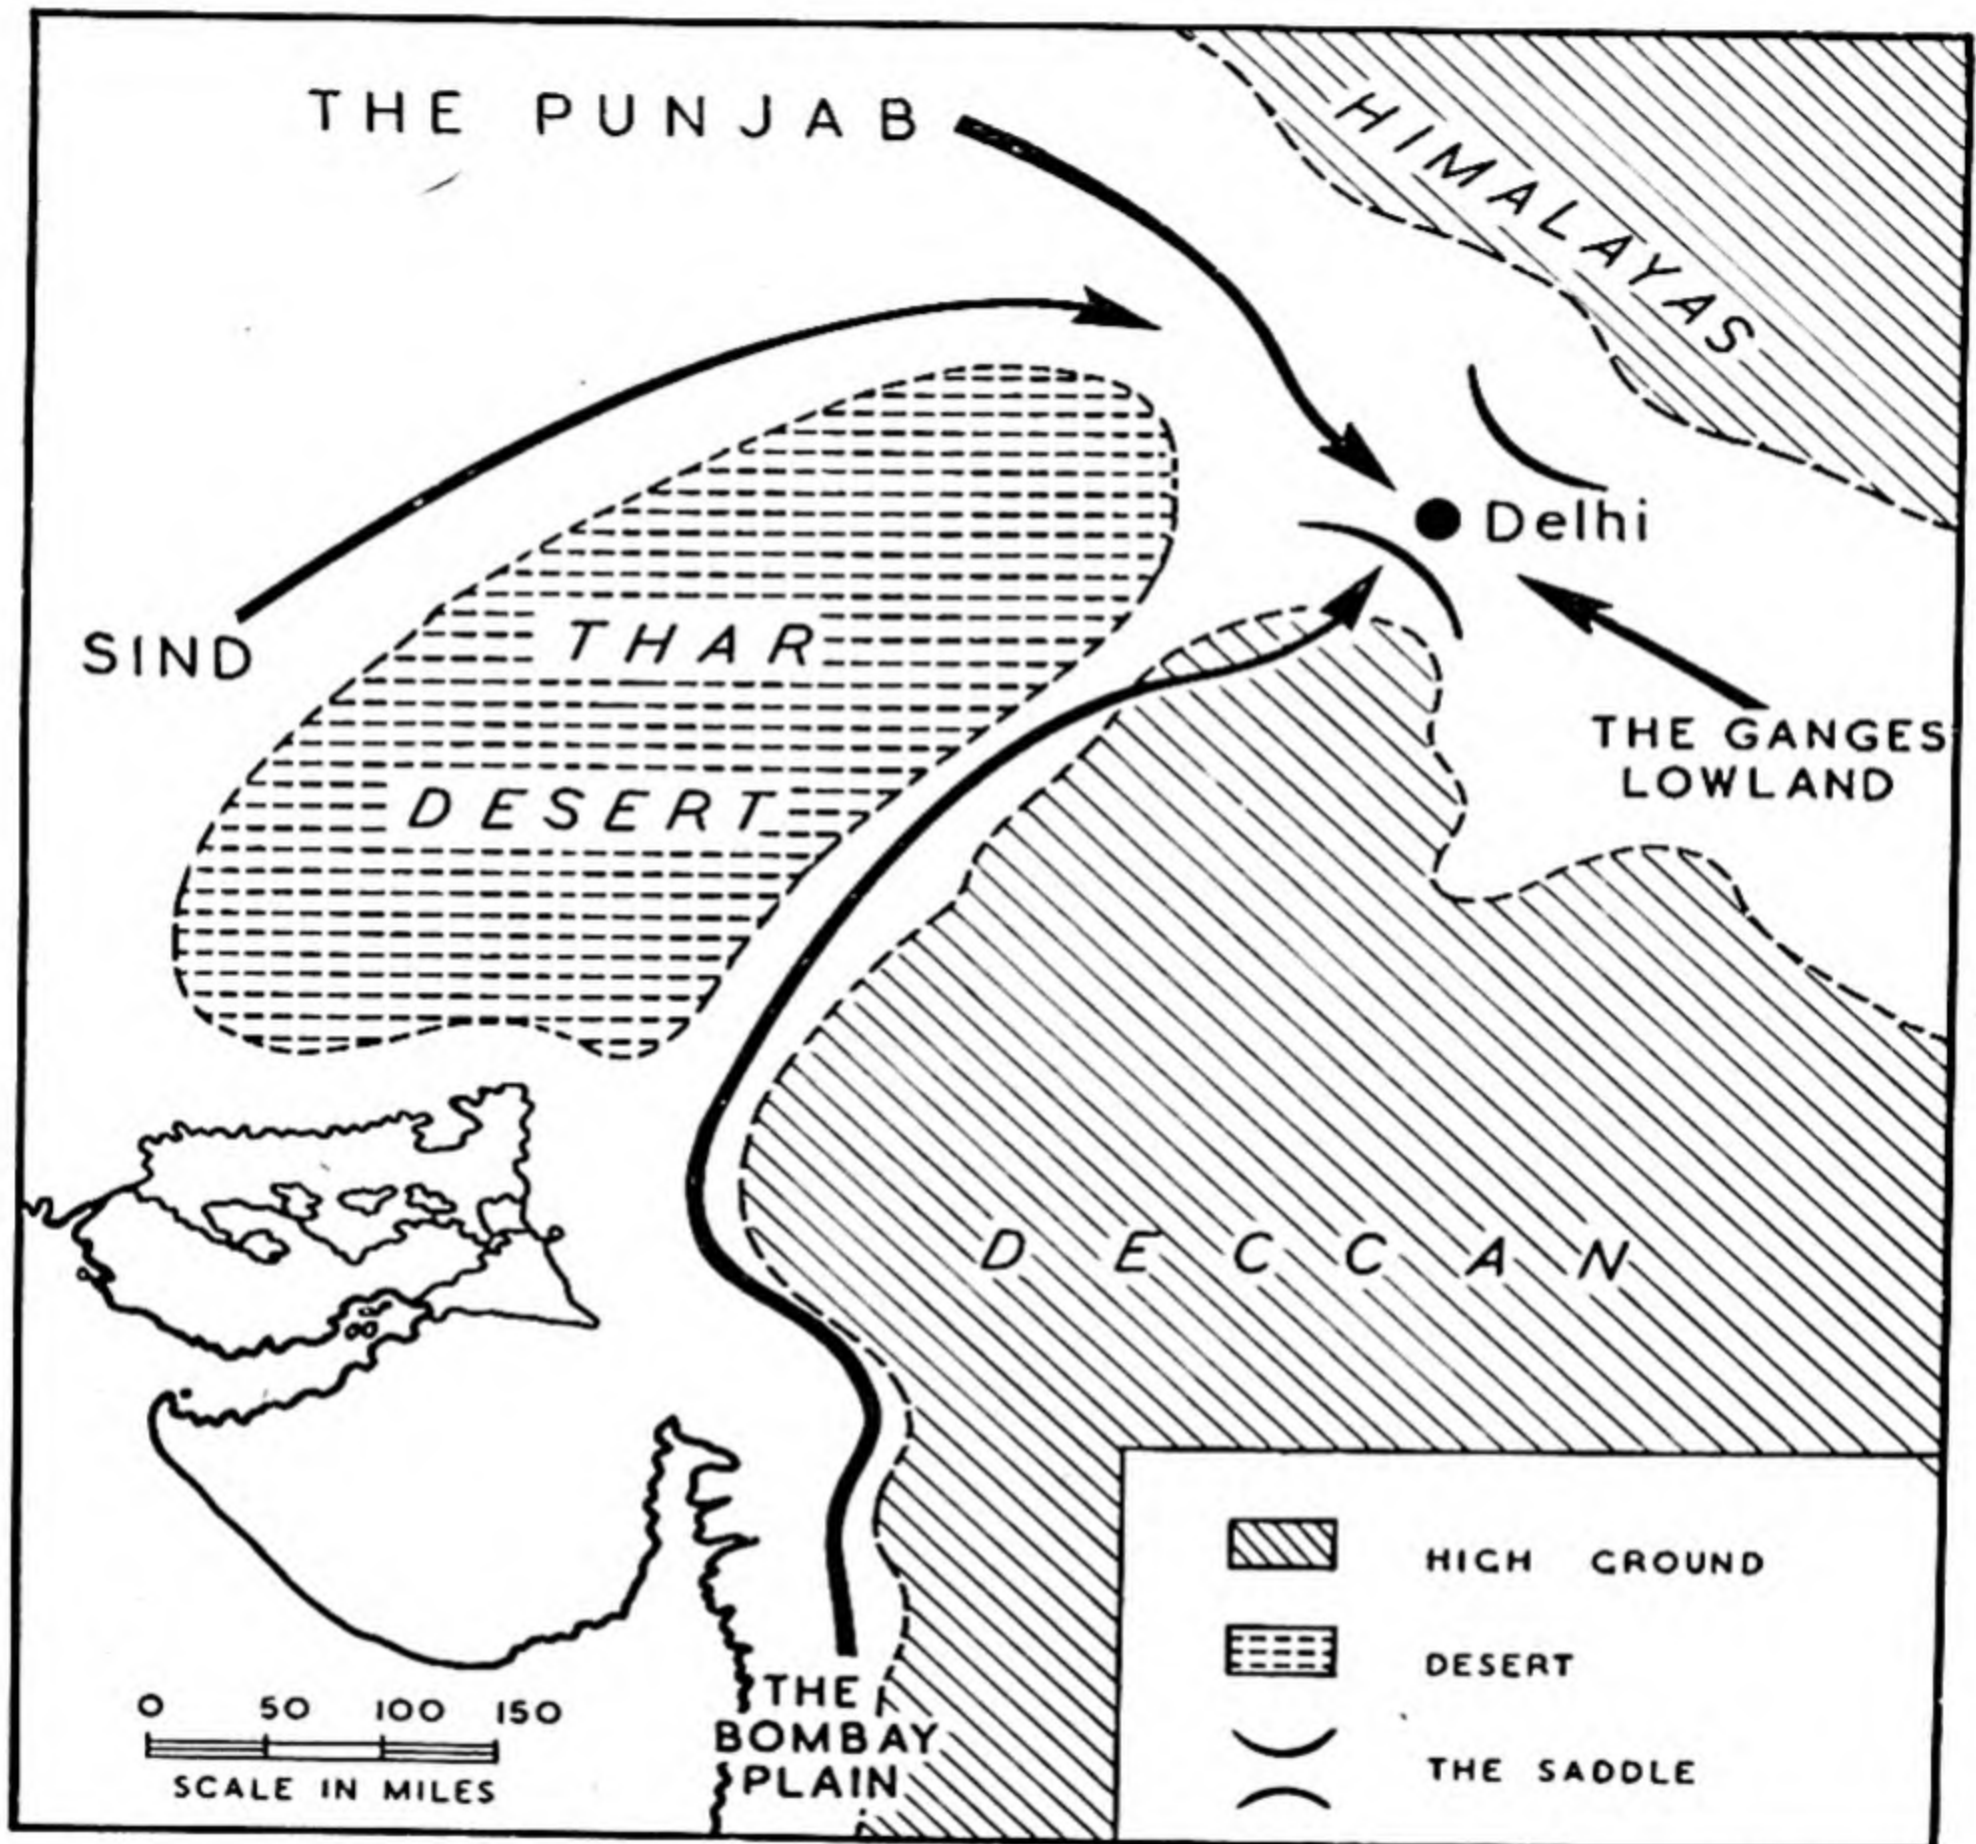 THE PUNJAB
HIMALAYAS
Delhi
SIND
THAR
DESERT
THE GANGES
LOWLAND
DECCAN
THE
BOMBAY
PLAIN
0 50 100 150
SCALE IN MILES
HIGH GROUND
DESERT
THE SADDLE